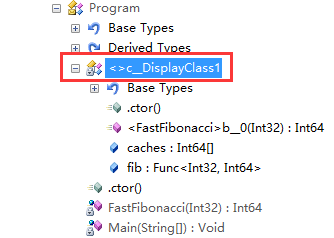 Program
Base Types
Derived Types
<>c__DisplayClass1
Base Types
.ctor()
<FastFibonacci>b__0(Int32) : Int64
caches : Int64[]
fib : Func<Int32, Int64>
.ctor()
FastFibonacci(Int32) : Int64
Main(String[]) : Void